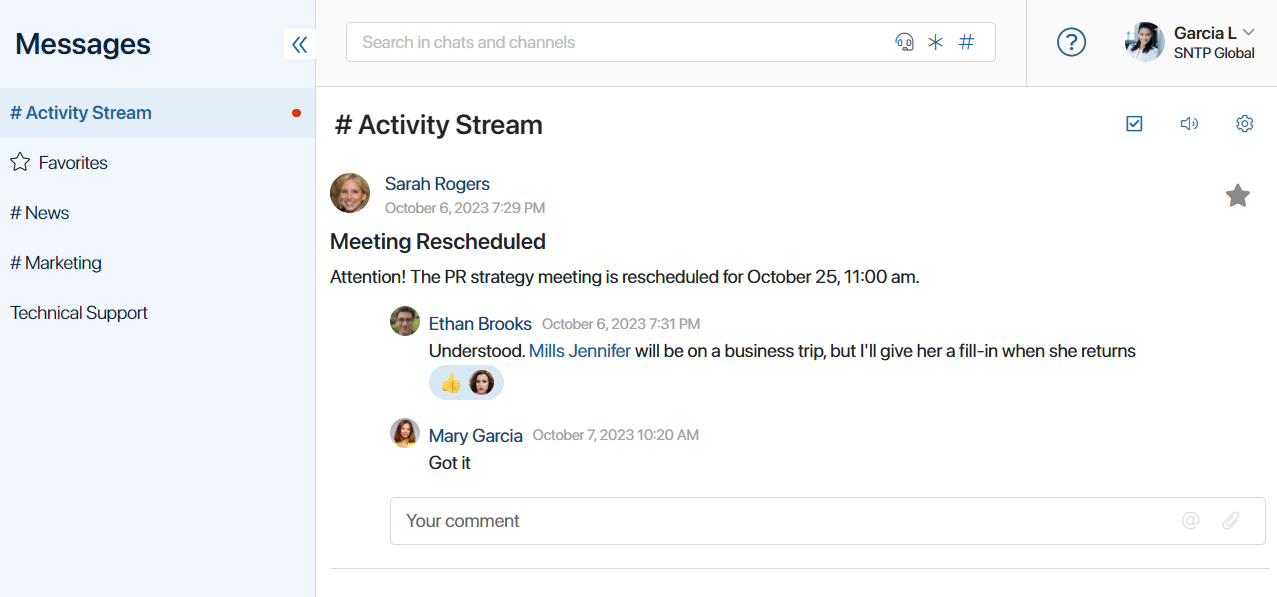 Messages
Search in chats and channels
Garcia L
SNTP Global
# Activity Stream
Favorites
# News
# Marketing
Technical Support
# Activity Stream
Sarah Rogers
October 6, 2023 7:29 PM
Meeting Rescheduled
Attention! The PR strategy meeting is rescheduled for October 25, 11:00 am.
Ethan Brooks October 6, 2023 7:31 PM
Understood. Mills Jennifer will be on a business trip, but I'll give her a fill-in when she returns
Mary Garcia October 7, 2023 10:20 AM
Got it
Your comment